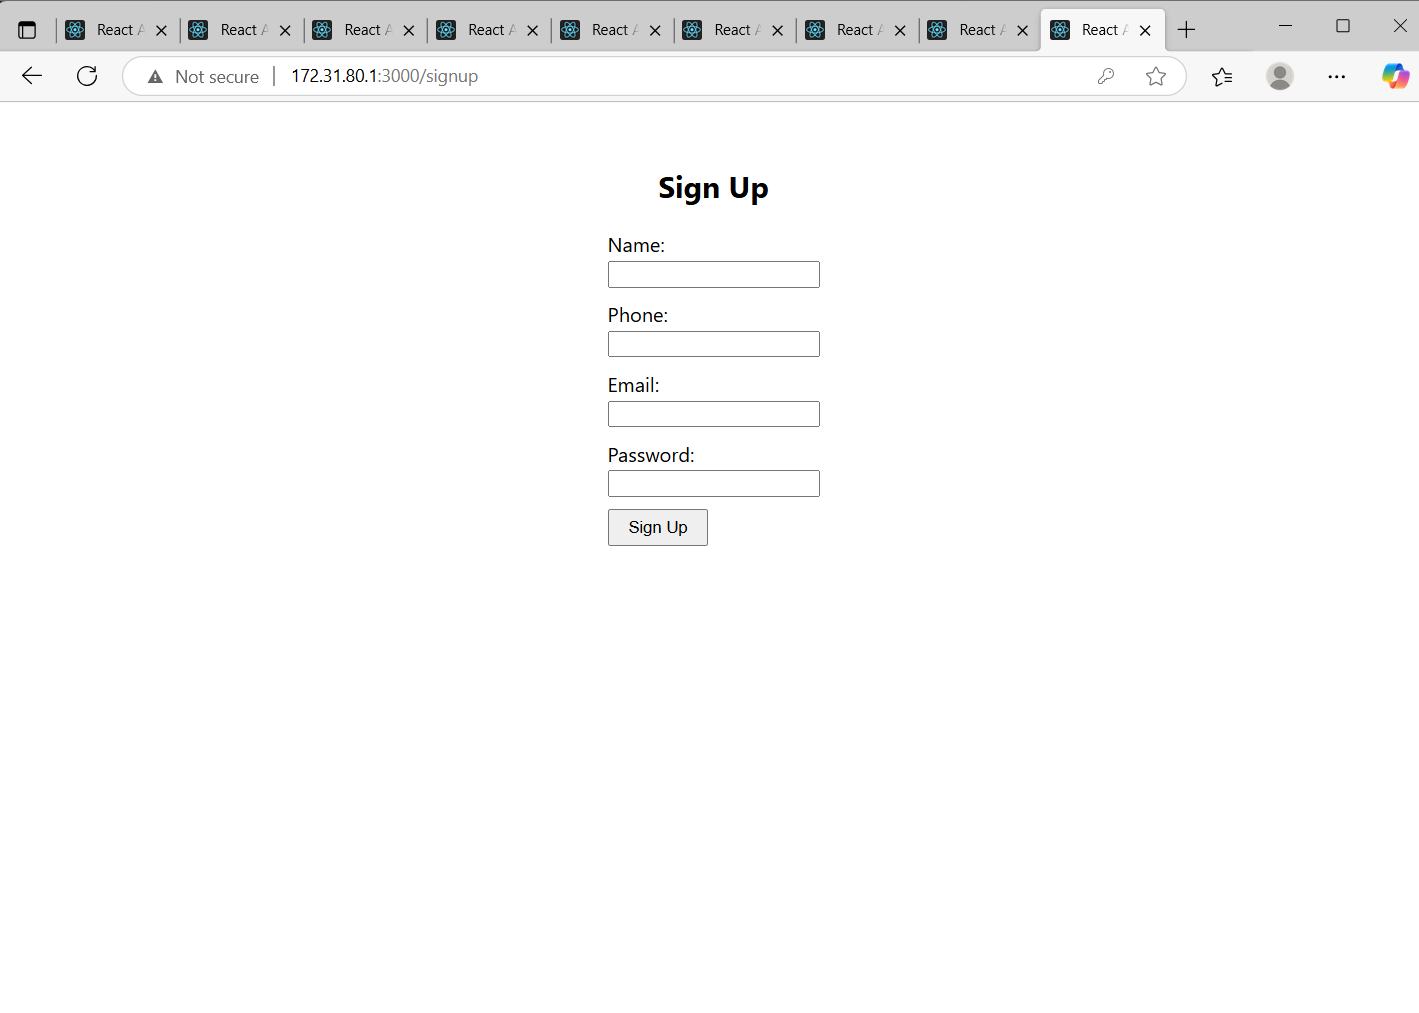 React A React A React A React A React A React A React A React A React A
Not secure 172.31.80.1:3000/signup
Sign Up
Name:
Phone:
Email:
Password:
Sign Up